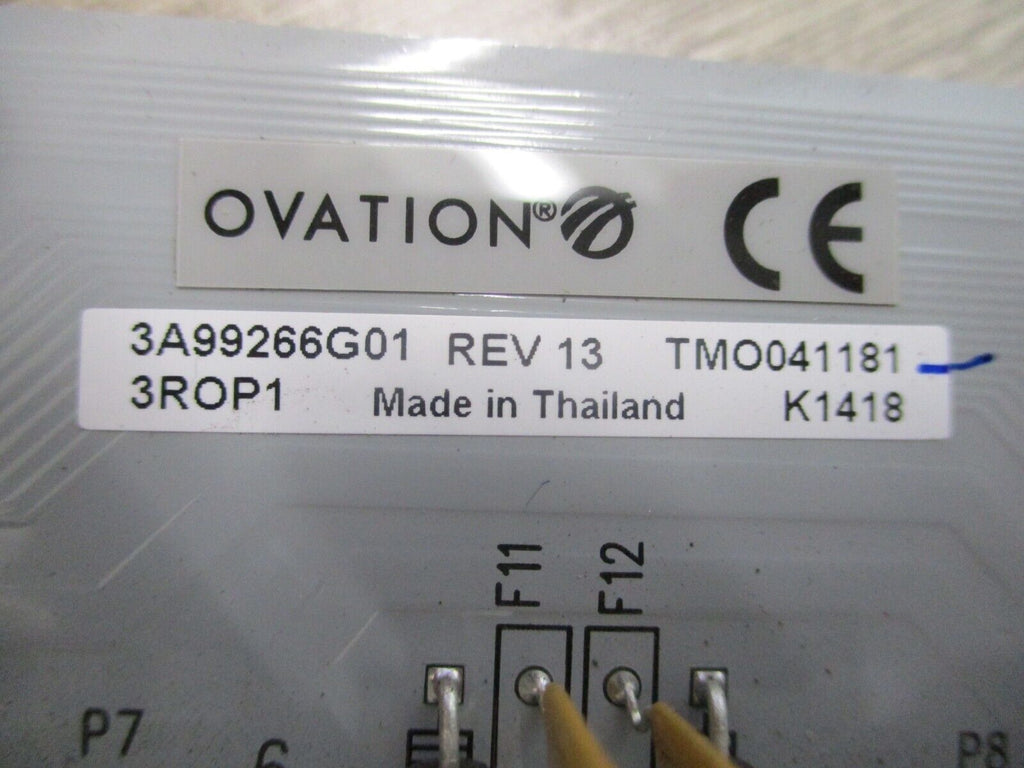 OVATION® CE
3A99266G01 REV 13 TMO041181
3ROP1 Made in Thailand K1418
F11 F12
P7 6 P8